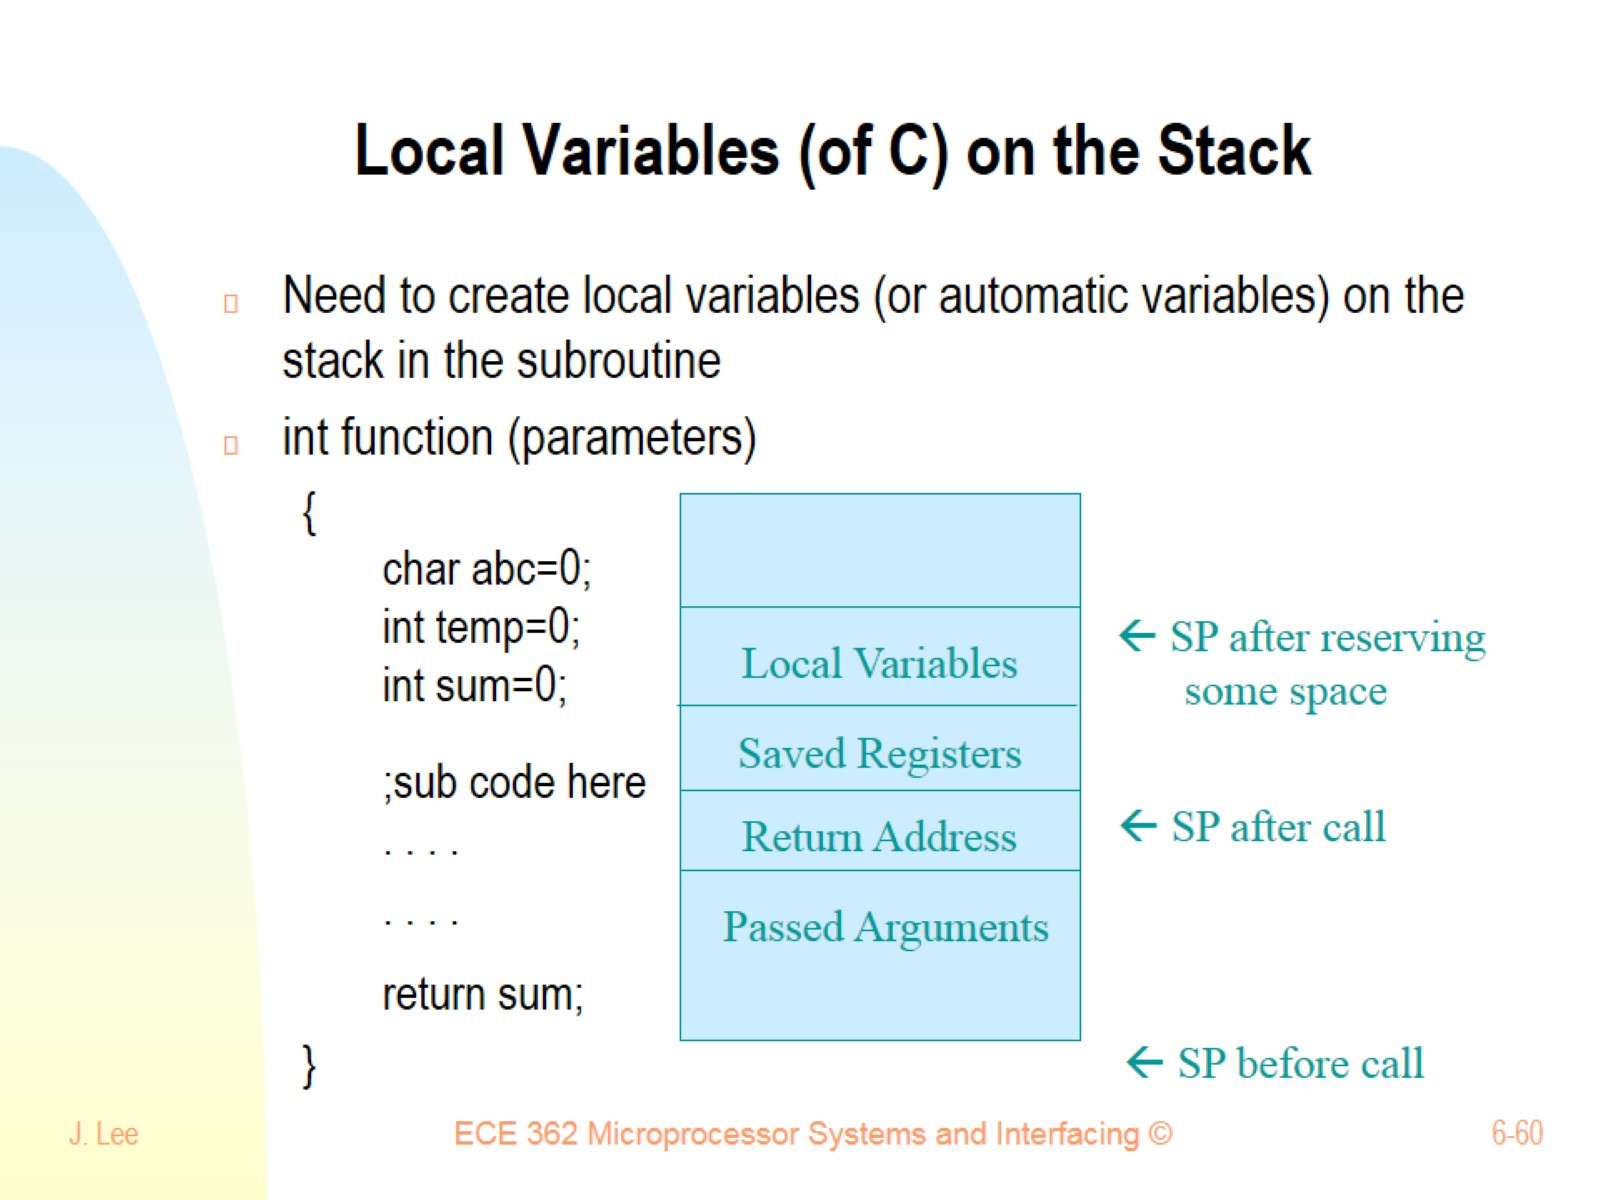 Local Variables (of C) on the Stack
Need to create local variables (or automatic variables) on the
stack in the subroutine
int function (parameters)
{
char abc=0;
int temp=0;
int sum=0;
;sub code here
. . . .
. . . .
return sum;
}
Local Variables
Saved Registers
Return Address
Passed Arguments
← SP after reserving
some space
← SP after call
← SP before call
J. Lee
ECE 362 Microprocessor Systems and Interfacing ©
6-60